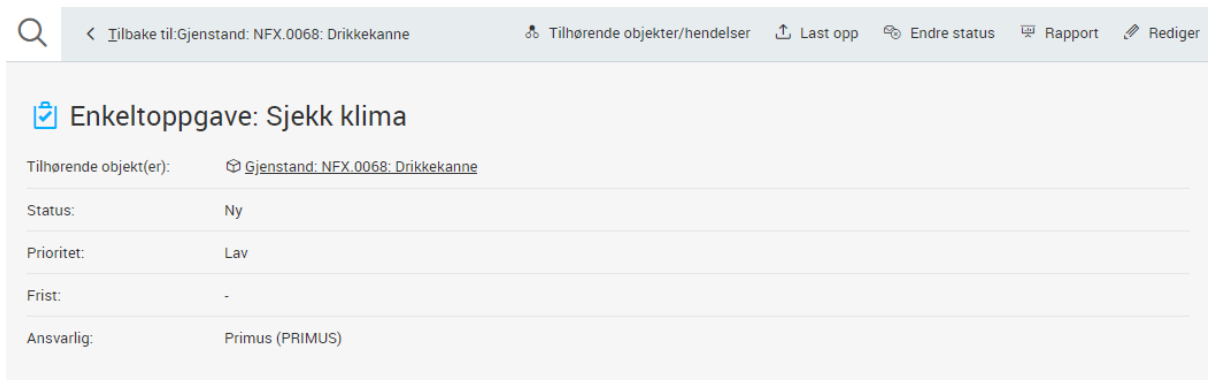 Tilbake til:Gjenstand: NFX.0068: Drikkekanne Tilhørende objekter/hendelser Last opp Endre status Rapport Rediger
Enkeltoppgave: Sjekk klima
Tilhørende objekt(er): Gjenstand: NFX.0068: Drikkekanne
Status: Ny
Prioritet: Lav
Frist: -
Ansvarlig: Primus (PRIMUS)